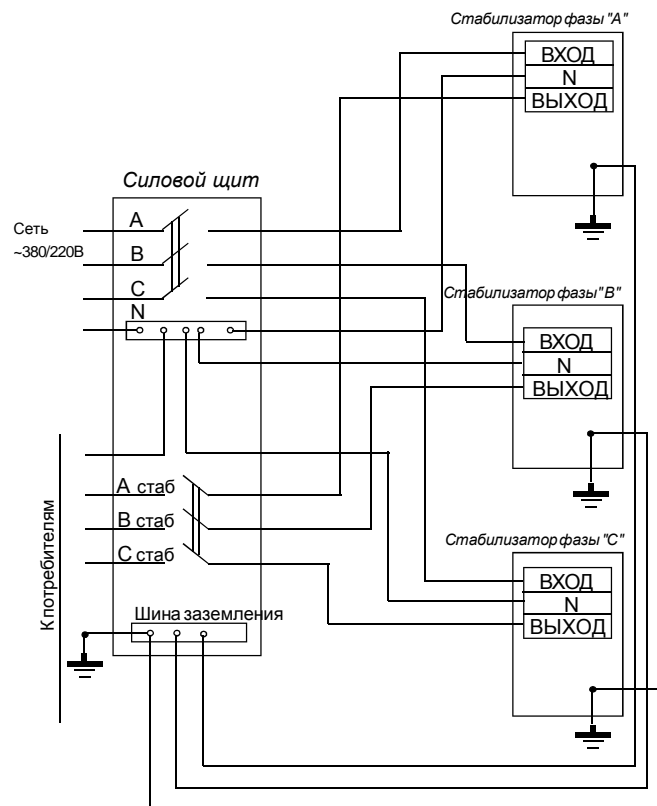 Стабилизатор фазы "А"
ВХОД
N
ВЫХОД
Силовой щит
Сеть
~380/220В
A
B
C
N
Стабилизатор фазы "В"
ВХОД
N
ВЫХОД
К потребителям
А стаб
В стаб
С стаб
Шина заземления
Стабилизатор фазы "С"
ВХОД
N
ВЫХОД